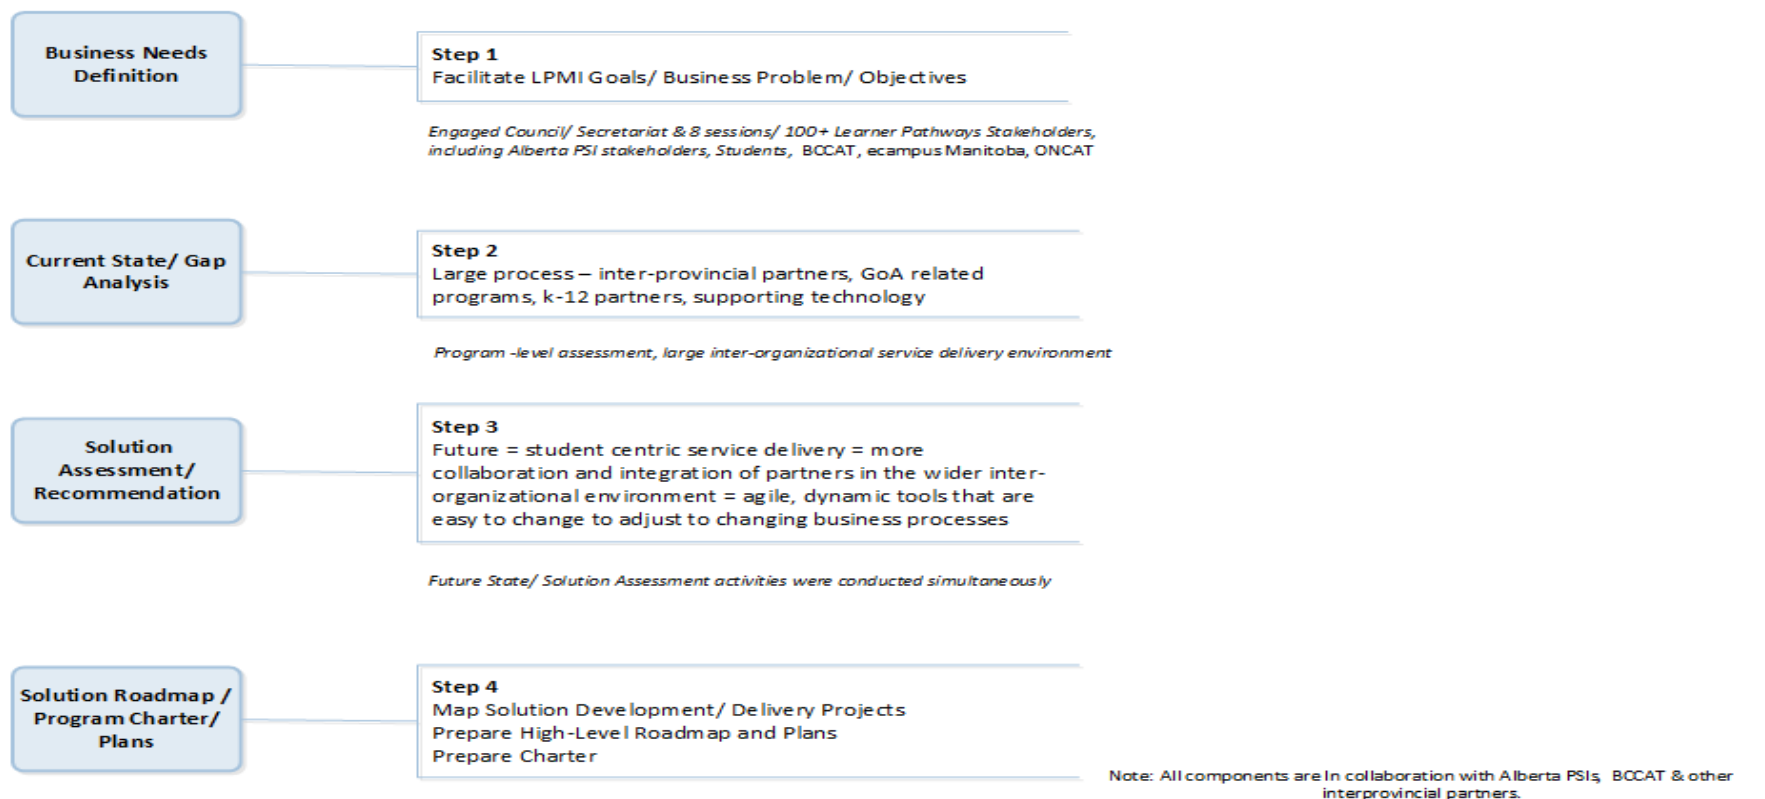 Business Needs
Definition
Step 1
Facilitate LPMI Goals/ Business Problem/ Objectives
Engaged Council/ Secretariat & 8 sessions/ 100+ Learner Pathways Stakeholders,
including Alberta PSI stakeholders, Students, BCCAT, ecampus Manitoba, ONCAT
Current State/ Gap
Analysis
Step 2
Large process – inter-provincial partners, GoA related
programs, k-12 partners, supporting technology
Program -level assessment, large inter-organizational service delivery environment
Solution
Assessment/
Recommendation
Step 3
Future = student centric service delivery = more
collaboration and integration of partners in the wider inter-
organizational environment = agile, dynamic tools that are
easy to change to adjust to changing business processes
Future State/ Solution Assessment activities were conducted simultaneously
Solution Roadmap /
Program Charter/
Plans
Step 4
Map Solution Development/ Delivery Projects
Prepare High-Level Roadmap and Plans
Prepare Charter
Note: All components are In collaboration with Alberta PSIs, BCCAT & other
interprovincial partners.